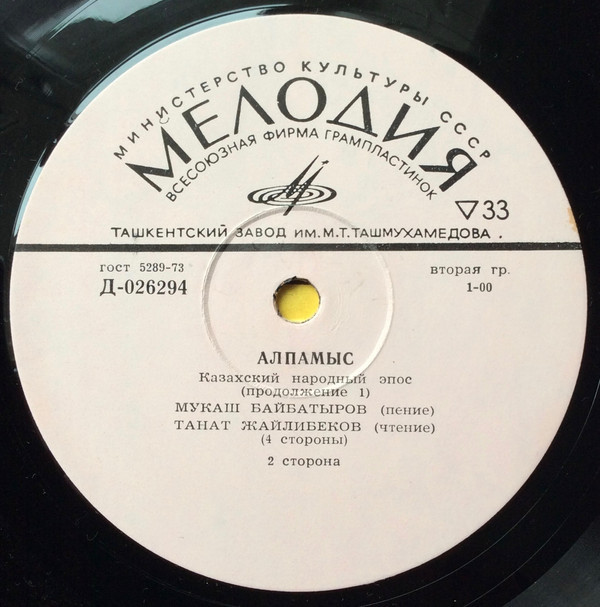 МИНИСТЕРСТВО КУЛЬТУРЫ СССР
МЕЛОДИЯ
ВСЕСОЮЗНАЯ ФИРМА ГРАМПЛАСТИНОК
▽33
ТАШКЕНТСКИЙ ЗАВОД ИМ. М.Т. ТАШМУХАМЕДОВА .
гост 5289-73
Д-026294
вторая гр.
1-00
АЛПАМЫС
Казахский народный эпос
(продолжение 1)
МУКАШ БАЙБАТЫРОВ (пение)
ТАНАТ ЖАЙЛИБЕКОВ (чтение)
(4 стороны)
2 сторона